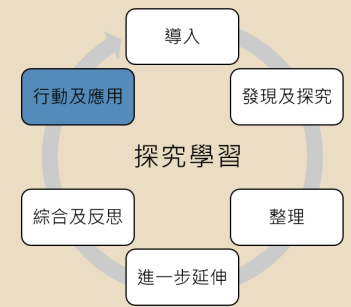 導入
行動及應用
發現及探究
探究學習
綜合及反思
整理
進一步延伸